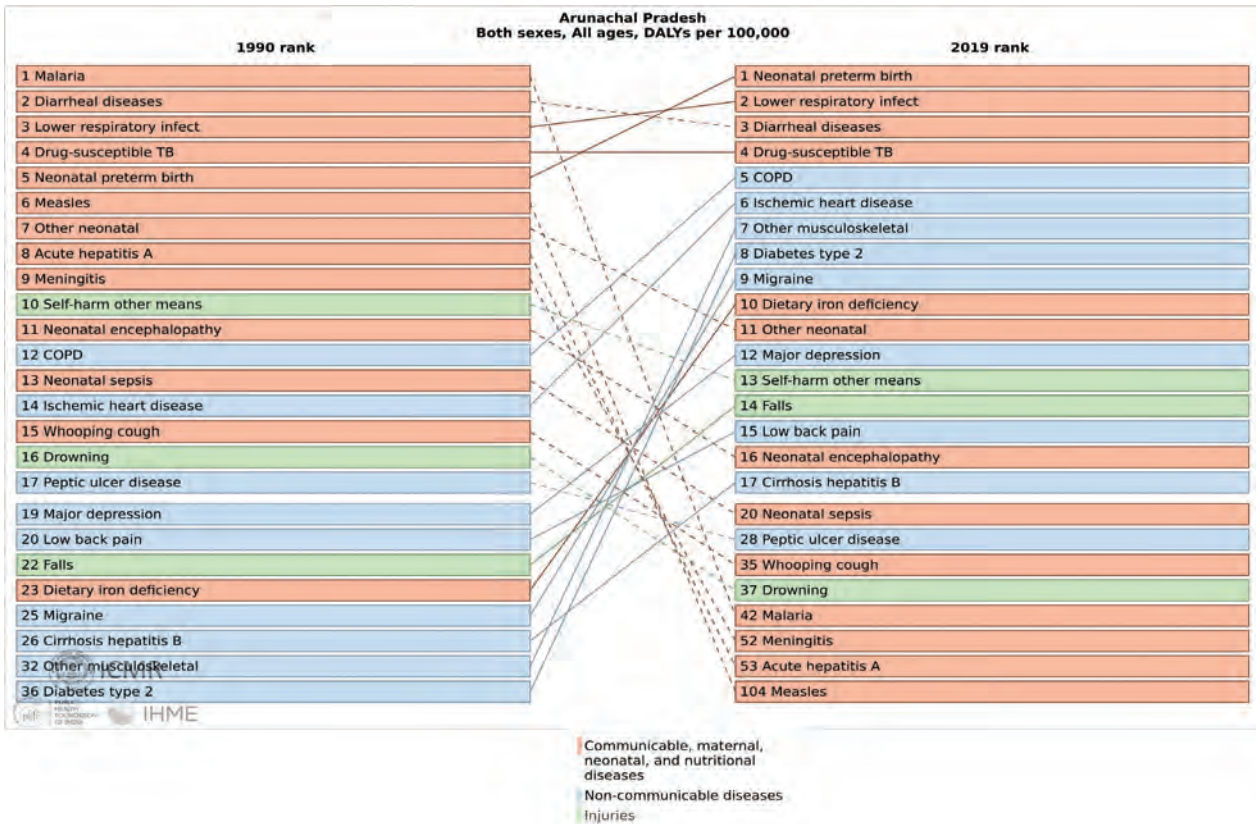 Arunachal Pradesh
Both sexes, All ages, DALYs per 100,000
1990 rank
1 Malaria
2 Diarrheal diseases
3 Lower respiratory infect
4 Drug-susceptible TB
5 Neonatal preterm birth
6 Measles
7 Other neonatal
8 Acute hepatitis A
9 Meningitis
10 Self-harm other means
11 Neonatal encephalopathy
12 COPD
13 Neonatal sepsis
14 Ischemic heart disease
15 Whooping cough
16 Drowning
17 Peptic ulcer disease
19 Major depression
20 Low back pain
22 Falls
23 Dietary iron deficiency
25 Migraine
26 Cirrhosis hepatitis B
32 Other musculoskeletal
36 Diabetes type 2
2019 rank
1 Neonatal preterm birth
2 Lower respiratory infect
3 Diarrheal diseases
4 Drug-susceptible TB
5 COPD
6 Ischemic heart disease
7 Other musculoskeletal
8 Diabetes type 2
9 Migraine
10 Dietary iron deficiency
11 Other neonatal
12 Major depression
13 Self-harm other means
14 Falls
15 Low back pain
16 Neonatal encephalopathy
17 Cirrhosis hepatitis B
20 Neonatal sepsis
28 Peptic ulcer disease
35 Whooping cough
37 Drowning
42 Malaria
52 Meningitis
53 Acute hepatitis A
104 Measles
ICMR
phfi
PUBLIC
HEALTH
FOUNDATION
OF INDIA
IHME
Communicable, maternal,
neonatal, and nutritional
diseases
Non-communicable diseases
Injuries